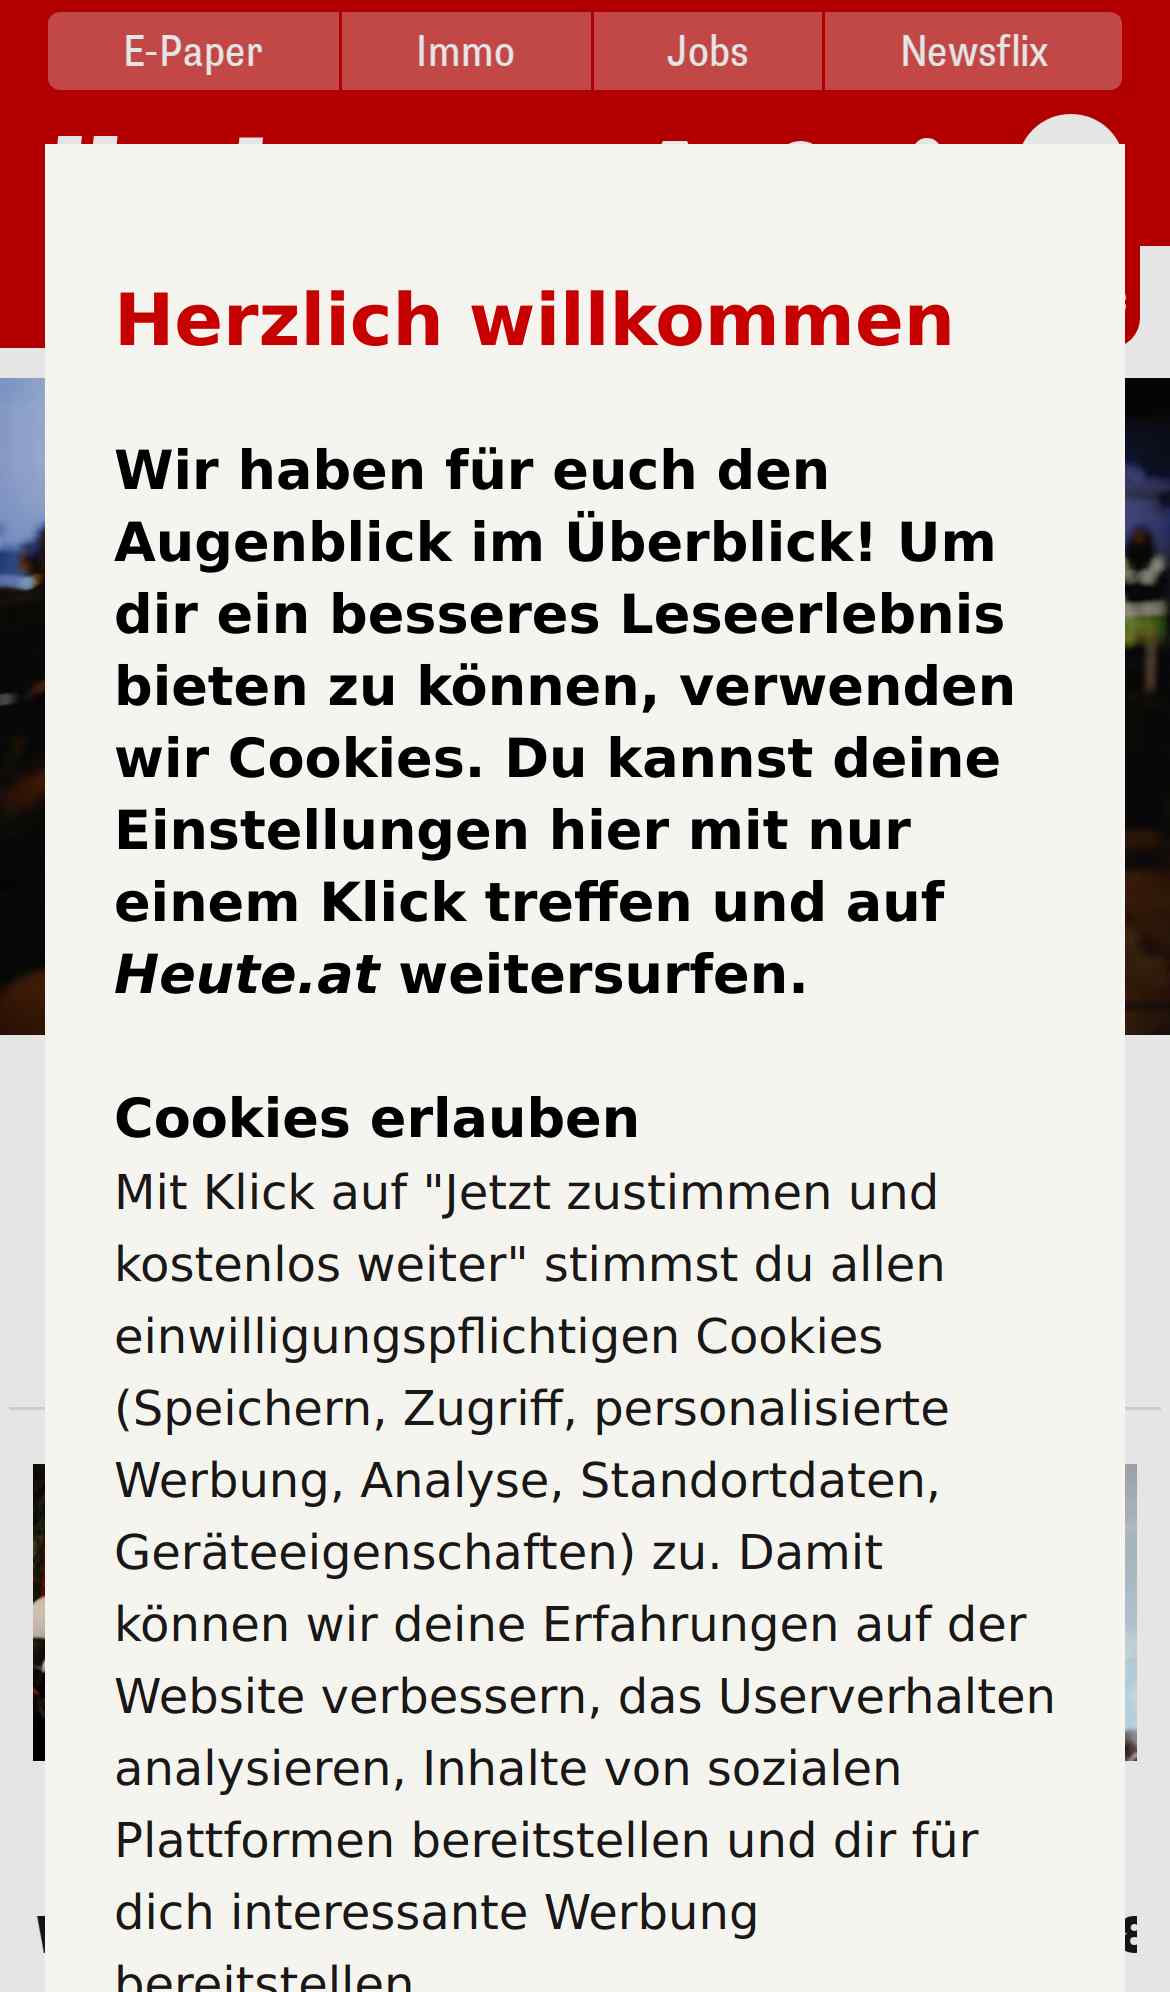 E-Paper
Immo
Jobs
Newsflix
Herzlich willkommen
Wir haben für euch den
Augenblick im Überblick! Um
dir ein besseres Leseerlebnis
bieten zu können, verwenden
wir Cookies. Du kannst deine
Einstellungen hier mit nur
einem Klick treffen und auf
Heute.at weitersurfen.
Cookies erlauben
Mit Klick auf "Jetzt zustimmen und
kostenlos weiter" stimmst du allen
einwilligungspflichtigen Cookies
(Speichern, Zugriff, personalisierte
Werbung, Analyse, Standortdaten,
Geräteeigenschaften) zu. Damit
können wir deine Erfahrungen auf der
Website verbessern, das Userverhalten
analysieren, Inhalte von sozialen
Plattformen bereitstellen und dir für
dich interessante Werbung
bereitstellen